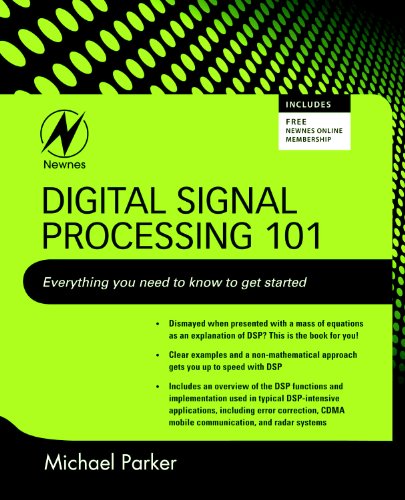 INCLUDES
FREE
NEWNES ONLINE
MEMBERSHIP
Newnes
DIGITAL SIGNAL
PROCESSING 101
Everything you need to know to get started
• Dismayed when presented with a mass of equations
as an explanation of DSP? This is the book for you!
• Clear examples and a non-mathematical approach
gets you up to speed with DSP
• Includes an overview of the DSP functions and
implementation used in typical DSP-intensive
applications, including error correction, CDMA
mobile communication, and radar systems
Michael Parker